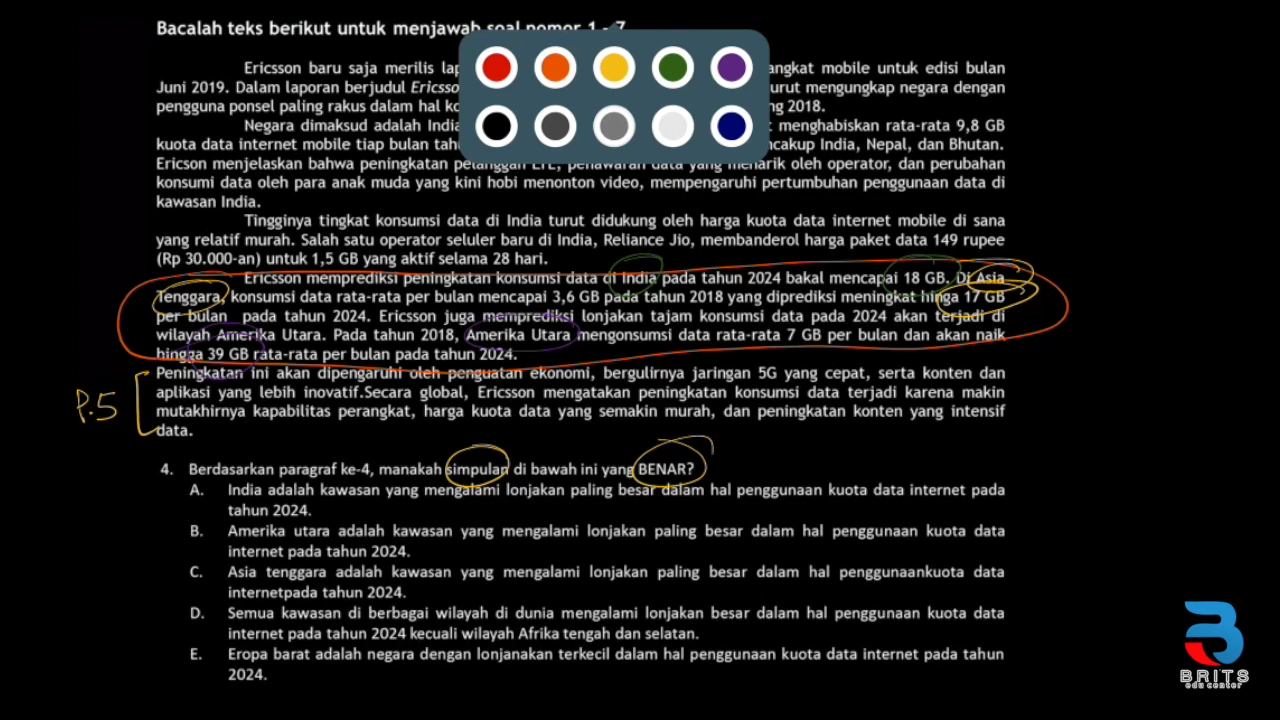 Bacalah teks berikut untuk menjawab soal nomor 1 - 7
Ericsson baru saja merilis angkat mobile untuk edisi bulan
Juni 2019. Dalam laporan berjudul turut mengungkap negara dengan
pengguna ponsel paling rakus dalam hal 2018.
Negara dimaksud adalah India menghabiskan rata-rata 9,8 GB
kuota data internet mobile tiap bulan ncakup India, Nepal, dan Bhutan.
Ericson menjelaskan bahwa peningkatan pelanggan LTE, penawaran data yang menarik oleh operator, dan perubahan
konsumi data oleh para anak muda yang kini hobi menonton video, mempengaruhi pertumbuhan penggunaan data di
kawasan India.
Tingginya tingkat konsumsi data di India turut didukung oleh harga kuota data internet mobile di sana
yang relatif murah. Salah satu operator seluler baru di India, Reliance Jio, membanderol harga paket data 149 rupee
(Rp 30.000-an) untuk 1,5 GB yang aktif selama 28 hari.
Ericsson memprediksi peningkatan konsumsi data di India pada tahun 2024 bakal mencapai 18 GB. Di Asia
Tenggara, konsumsi data rata-rata per bulan mencapai 3,6 GB pada tahun 2018 yang diprediksi meningkat hinga 17 GB
per bulan pada tahun 2024. Ericsson juga memprediksi lonjakan tajam konsumsi data pada 2024 akan terjadi di
wilayah Amerika Utara. Pada tahun 2018, Amerika Utara mengonsumsi data rata-rata 7 GB per bulan dan akan naik
hingga 39 GB rata-rata per bulan pada tahun 2024.
Peningkatan ini akan dipengaruhi oleh penguatan ekonomi, bergulirnya jaringan 5G yang cepat, serta konten dan
aplikasi yang lebih inovatif.Secara global, Ericsson mengatakan peningkatan konsumsi data terjadi karena makin
mutakhirnya kapabilitas perangkat, harga kuota data yang semakin murah, dan peningkatan konten yang intensif
data.
P.5
4. Berdasarkan paragraf ke-4, manakah simpulan di bawah ini yang BENAR?
A. India adalah kawasan yang mengalami lonjakan paling besar dalam hal penggunaan kuota data internet pada
tahun 2024.
B. Amerika utara adalah kawasan yang mengalami lonjakan paling besar dalam hal penggunaan kuota data
internet pada tahun 2024.
C. Asia tenggara adalah kawasan yang mengalami lonjakan paling besar dalam hal penggunaankuota data
internetpada tahun 2024.
D. Semua kawasan di berbagai wilayah di dunia mengalami lonjakan besar dalam hal penggunaan kuota data
internet pada tahun 2024 kecuali wilayah Afrika tengah dan selatan.
E. Eropa barat adalah negara dengan lonjanakan terkecil dalam hal penggunaan kuota data internet pada tahun
2024.
BRITS
edu center